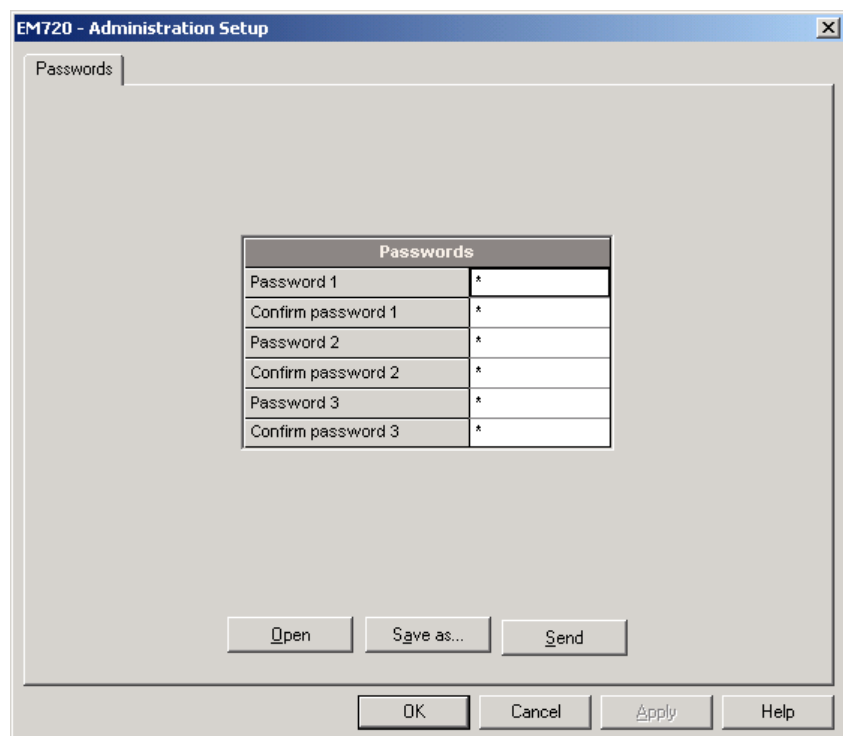 EM720 - Administration Setup
Passwords
Passwords
Password 1 *
Confirm password 1 *
Password 2 *
Confirm password 2 *
Password 3 *
Confirm password 3 *
Open Save as... Send
OK Cancel Apply Help